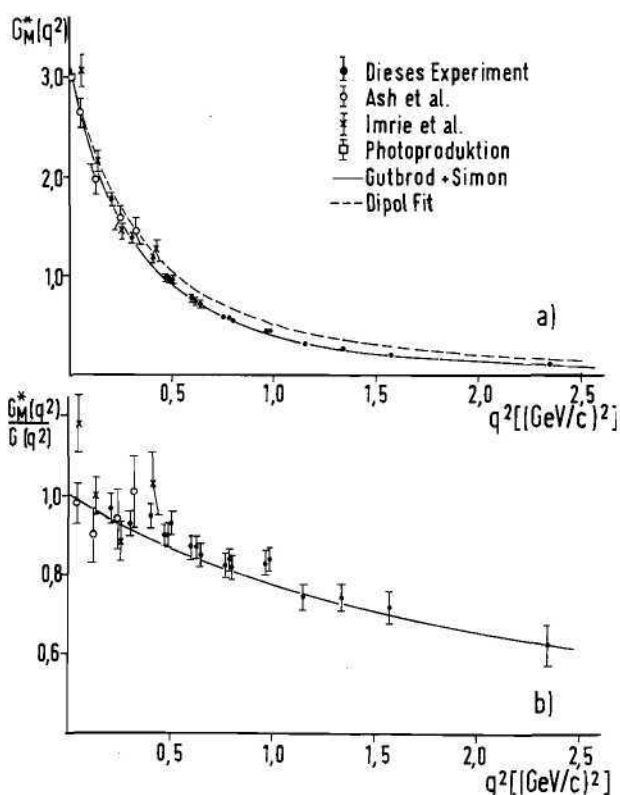 G*M(q²)
3,0
2,0
1,0
Dieses Experiment
Ash et al.
Imrie et al.
Photoproduktion
Gutbrod + Simon
Dipol Fit
a)
0,5
1,0
1,5
2,0
2,5
q²[(GeV/c)²]
G*M(q²)
G(q²)
1,0
0,8
0,6
b)
0,5
1,0
1,5
2,0
2,5
q²[(GeV/c)²]